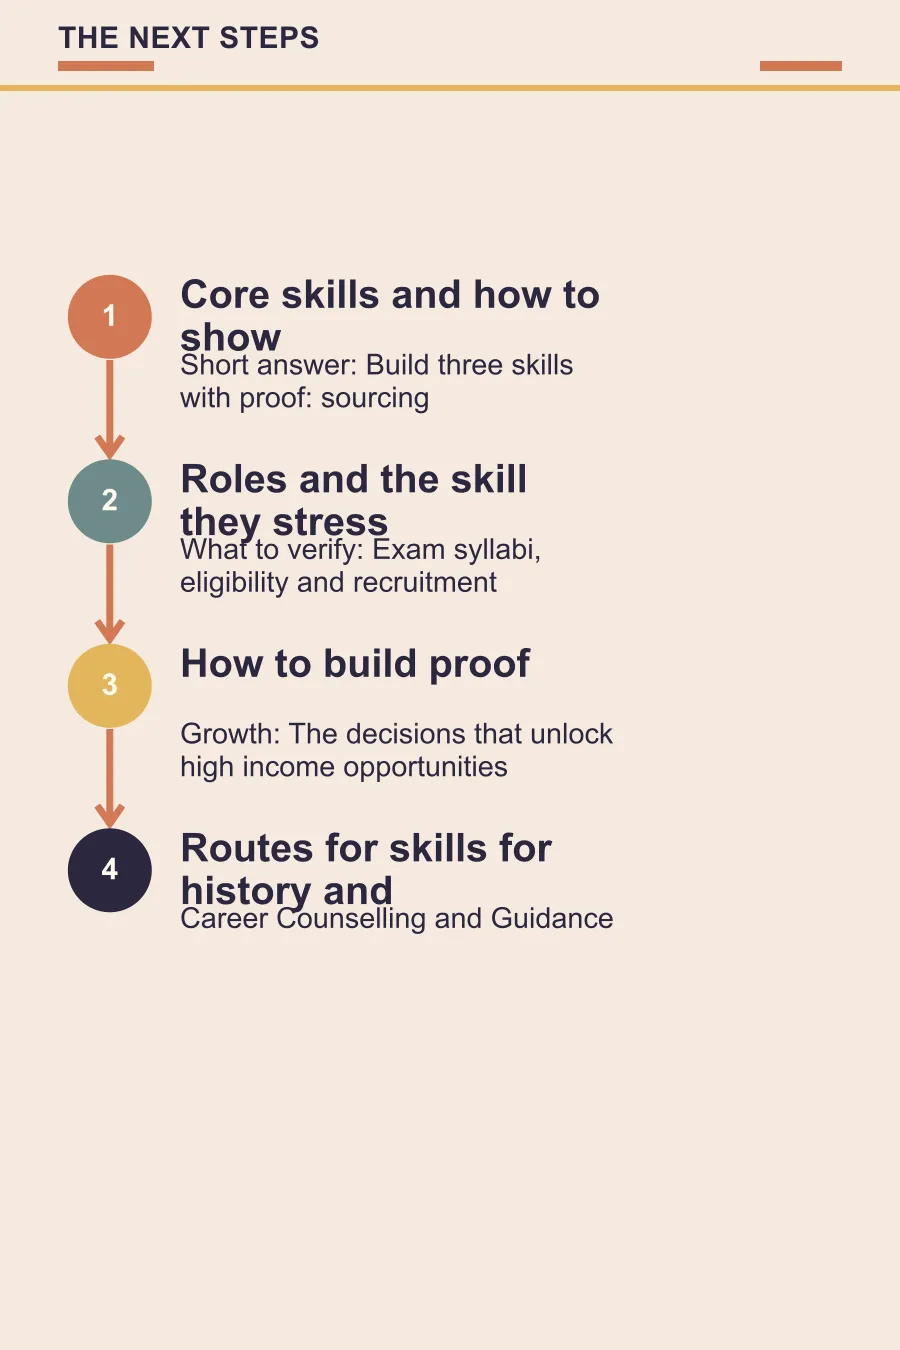 THE NEXT STEPS
1
Core skills and how to
show
Short answer: Build three skills
with proof: sourcing
2
Roles and the skill
they stress
What to verify: Exam syllabi,
eligibility and recruitment
3
How to build proof
Growth: The decisions that unlock
high income opportunities
4
Routes for skills for
history and
Career Counselling and Guidance